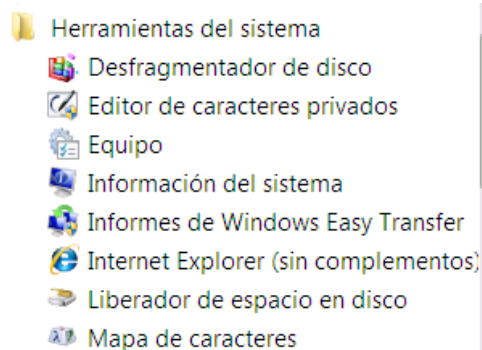 Herramientas del sistema
Desfragmentador de disco
Editor de caracteres privados
Equipo
Información del sistema
Informes de Windows Easy Transfer
Internet Explorer (sin complementos)
Liberador de espacio en disco
Mapa de caracteres